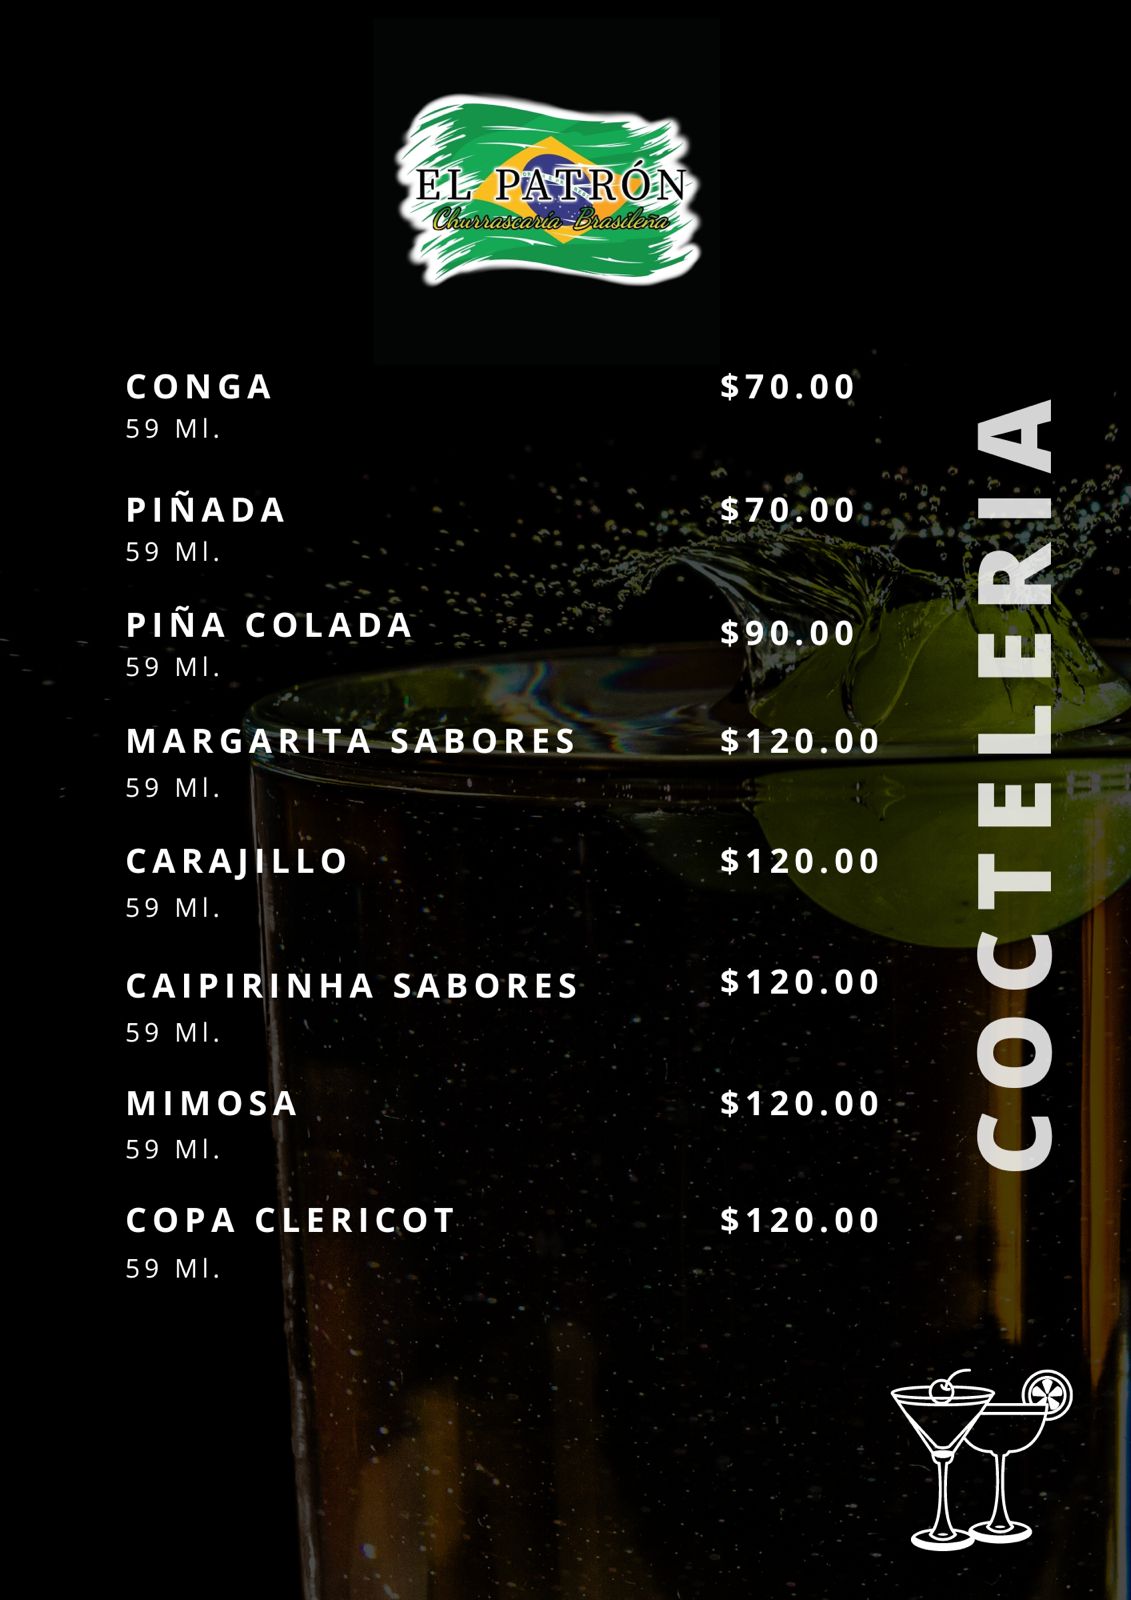 EL PATRÓN
Churrascaría Brasileña
CONGA $70.00
59 Ml.
PIÑADA $70.00
59 Ml.
PIÑA COLADA $90.00
59 Ml.
MARGARITA SABORES $120.00
59 Ml.
CARAJILLO $120.00
59 Ml.
CAIPIRINHA SABORES $120.00
59 Ml.
MIMOSA $120.00
59 Ml.
COPA CLERICOT $120.00
59 Ml.
COCTELERIA